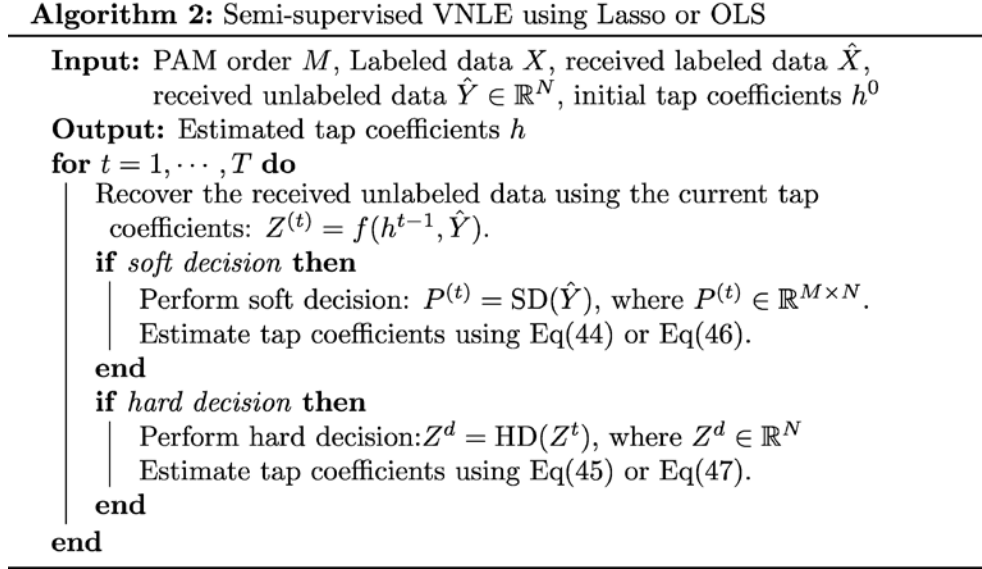 Algorithm 2: Semi-supervised VNLE using Lasso or OLS
Input: PAM order M, Labeled data X, received labeled data X̂,
received unlabeled data Ŷ ∈ ℝ^N, initial tap coefficients h^0
Output: Estimated tap coefficients h
for t = 1, ⋯ , T do
Recover the received unlabeled data using the current tap
coefficients: Z^(t) = f(h^{t−1}, Ŷ).
if soft decision then
Perform soft decision: P^(t) = SD(Ŷ), where P^(t) ∈ ℝ^{M×N}.
Estimate tap coefficients using Eq(44) or Eq(46).
end
if hard decision then
Perform hard decision:Z^d = HD(Z^t), where Z^d ∈ ℝ^N
Estimate tap coefficients using Eq(45) or Eq(47).
end
end